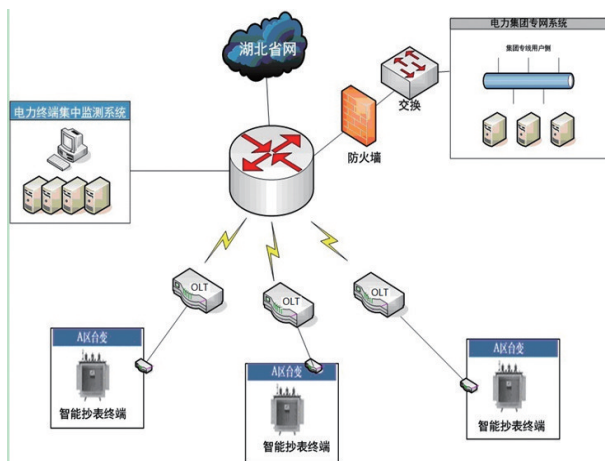 湖北省网
电力集团专网系统
集团专线用户侧
交换
防火墙
电力终端集中监测系统
OLT
OLT
OLT
A区台变
智能抄表终端
A区台变
智能抄表终端
A区台变
智能抄表终端